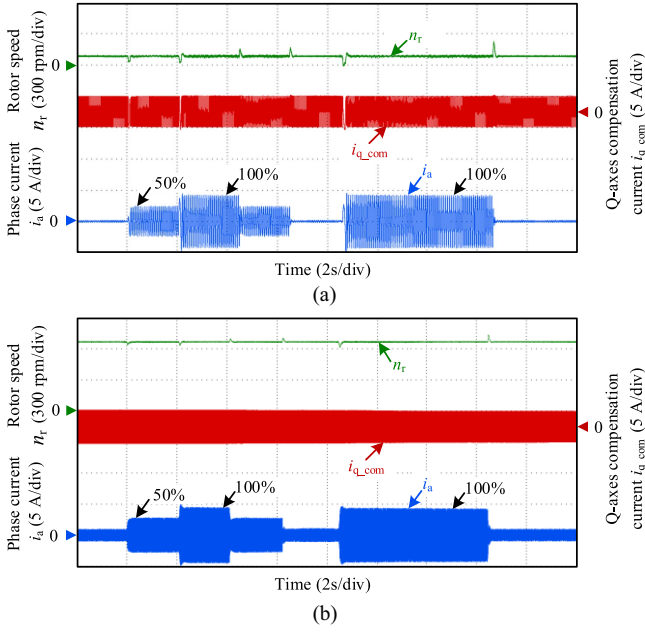 Rotor speed
n_r (300 rpm/div)
0
n_r
i_q_com
0
Q-axes compensation
current i_q_com (5 A/div)
Phase current
i_a (5 A/div)
0
50%
100%
i_a
100%
Time (2s/div)
(a)
Rotor speed
n_r (300 rpm/div)
0
n_r
i_q_com
0
Q-axes compensation
current i_q_com (5 A/div)
Phase current
i_a (5 A/div)
0
50%
100%
i_a
100%
Time (2s/div)
(b)